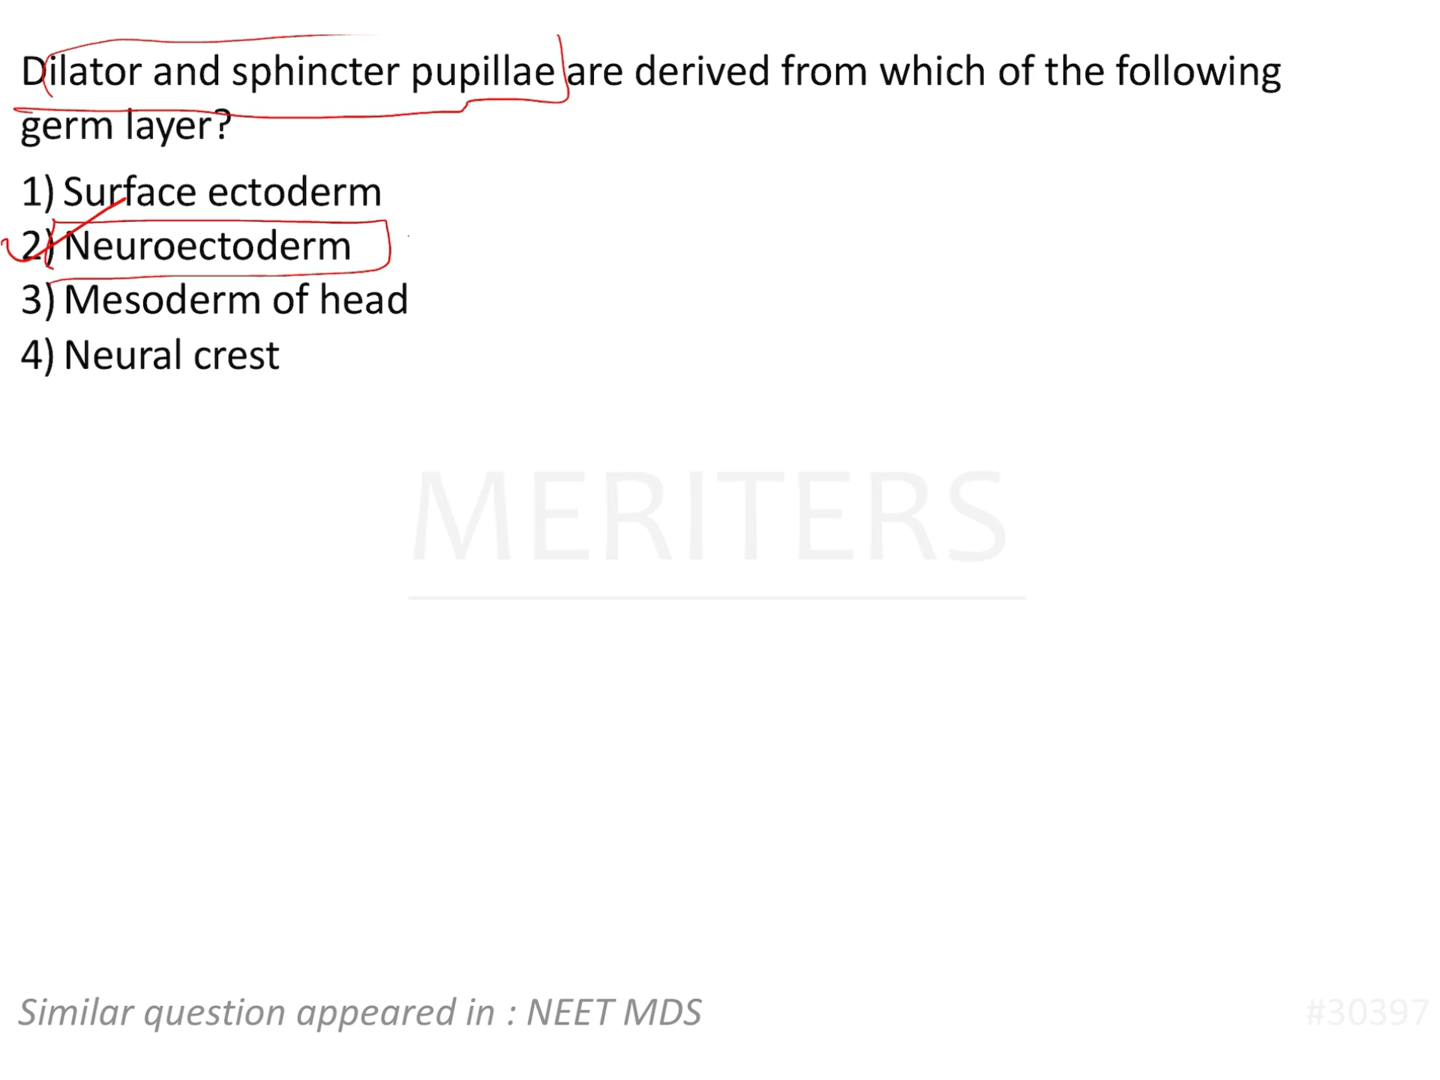 Dilator and sphincter pupillae are derived from which of the following
germ layer?
1) Surface ectoderm
2) Neuroectoderm
3) Mesoderm of head
4) Neural crest
MERITERS
Similar question appeared in : NEET MDS
#30397